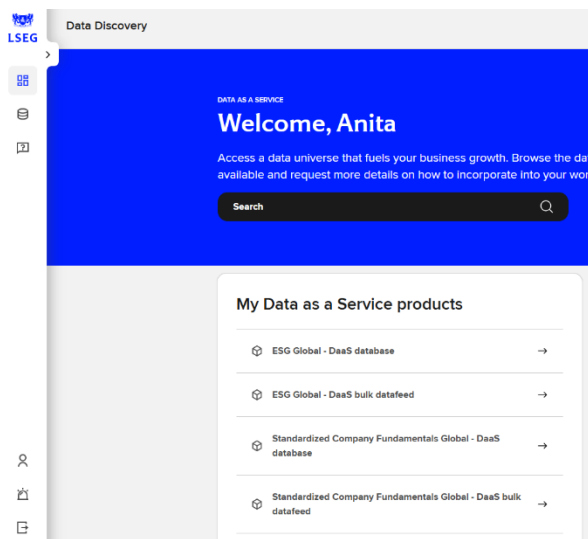 LSEG
Data Discovery
DATA AS A SERVICE
Welcome, Anita
Access a data universe that fuels your business growth. Browse the da
available and request more details on how to incorporate into your wor
Search
My Data as a Service products
ESG Global - DaaS database
ESG Global - DaaS bulk datafeed
Standardized Company Fundamentals Global - DaaS
database
Standardized Company Fundamentals Global - DaaS bulk
datafeed